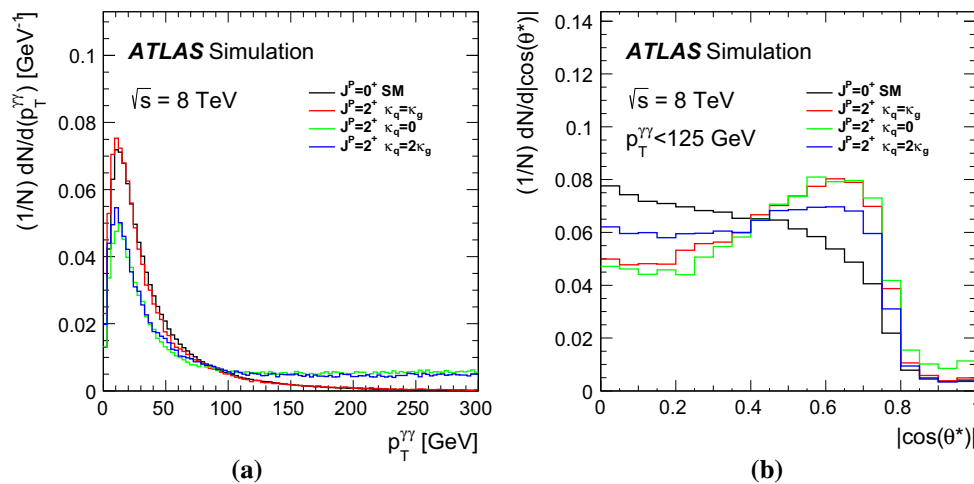 (1/N) dN/d(p_T^γγ) [GeV⁻¹]
0.1
0.08
0.06
0.04
0.02
0
ATLAS Simulation
√s = 8 TeV
J^P=0⁺ SM
J^P=2⁺ κ_q=κ_g
J^P=2⁺ κ_q=0
J^P=2⁺ κ_q=2κ_g
0 50 100 150 200 250 300
p_T^γγ [GeV]
(a)
(1/N) dN/d|cos(θ*)|
0.14
0.12
0.1
0.08
0.06
0.04
0.02
0
ATLAS Simulation
√s = 8 TeV
p_T^γγ<125 GeV
J^P=0⁺ SM
J^P=2⁺ κ_q=κ_g
J^P=2⁺ κ_q=0
J^P=2⁺ κ_q=2κ_g
0 0.2 0.4 0.6 0.8
|cos(θ*)|
(b)